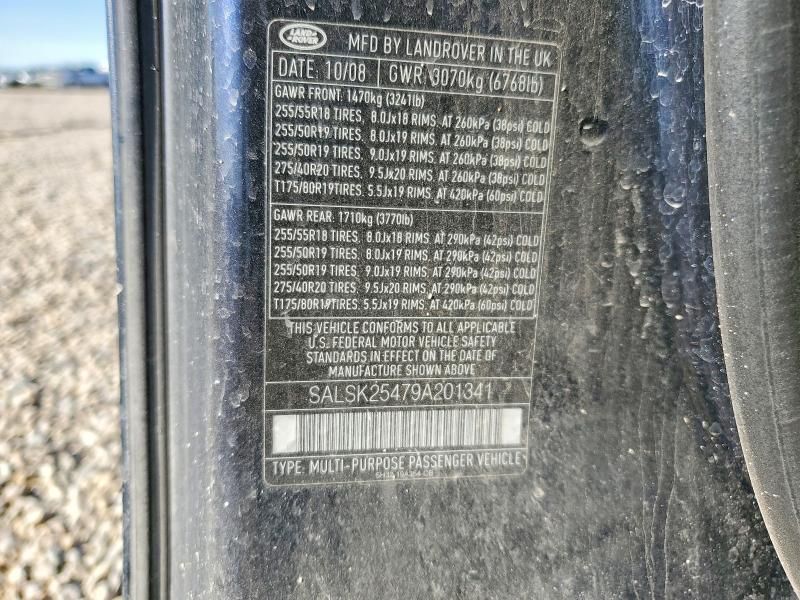 LAND ROVER
MFD BY LANDROVER IN THE UK
DATE: 10/08 GWR: 3070kg (6768lb)
GAWR FRONT: 1470kg (3241lb)
255/55R18 TIRES, 8.0Jx18 RIMS, AT 260kPa (38psi) COLD
255/50R19 TIRES, 8.0Jx19 RIMS, AT 260kPa (38psi) COLD
255/50R19 TIRES, 9.0Jx19 RIMS, AT 260kPa (38psi) COLD
275/40R20 TIRES, 9.5Jx20 RIMS, AT 260kPa (38psi) COLD
T175/80R19TIRES, 5.5Jx19 RIMS, AT 420kPa (60psi) COLD
GAWR REAR: 1710kg (3770lb)
255/55R18 TIRES, 8.0Jx18 RIMS, AT 290kPa (42psi) COLD
255/50R19 TIRES, 8.0Jx19 RIMS, AT 290kPa (42psi) COLD
255/50R19 TIRES, 9.0Jx19 RIMS, AT 290kPa (42psi) COLD
275/40R20 TIRES, 9.5Jx20 RIMS, AT 290kPa (42psi) COLD
T175/80R19TIRES, 5.5Jx19 RIMS, AT 420kPa (60psi) COLD
THIS VEHICLE CONFORMS TO ALL APPLICABLE
U.S. FEDERAL MOTOR VEHICLE SAFETY
STANDARDS IN EFFECT ON THE DATE OF
MANUFACTURE SHOWN ABOVE
SALSK25479A201341
TYPE: MULTI-PURPOSE PASSENGER VEHICLE